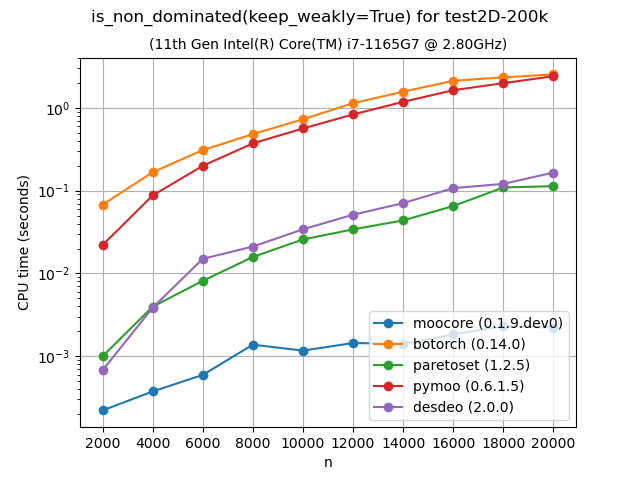 is_non_dominated(keep_weakly=True) for test2D-200k
(11th Gen Intel(R) Core(TM) i7-1165G7 @ 2.80GHz)
CPU time (seconds)
10⁰
10⁻¹
10⁻²
10⁻³
moocore (0.1.9.dev0)
botorch (0.14.0)
paretoset (1.2.5)
pymoo (0.6.1.5)
desdeo (2.0.0)
2000 4000 6000 8000 10000 12000 14000 16000 18000 20000
n